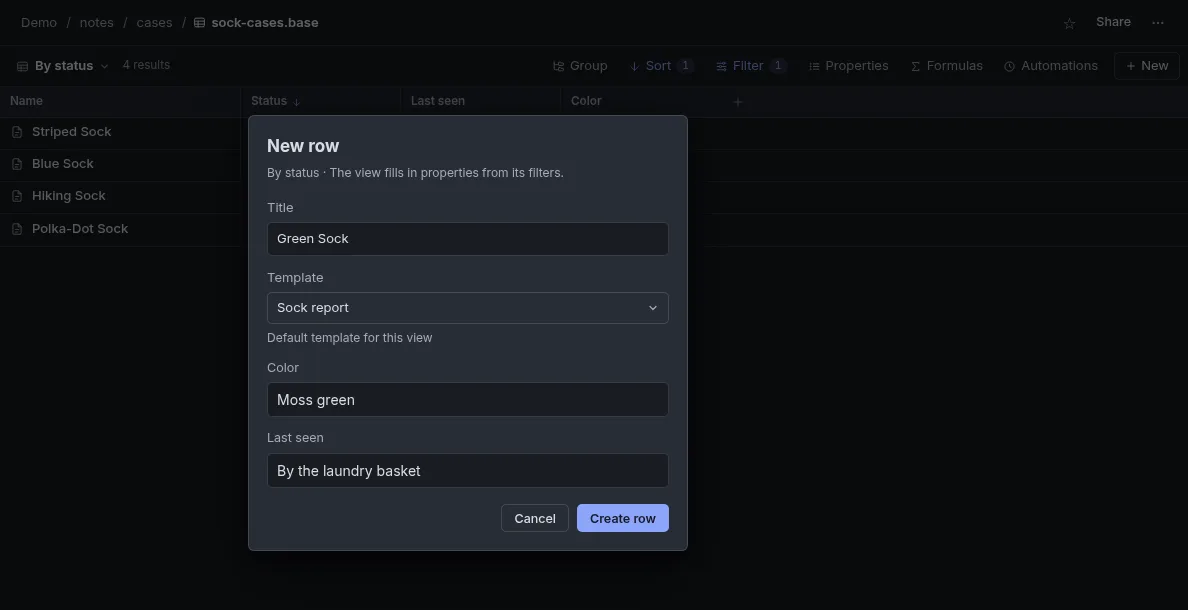 Demo / notes / cases / sock-cases.base
Share
By status 4 results
Group Sort 1 Filter 1 Properties Formulas Automations + New
Name Status ↓ Last seen Color +
Striped Sock
Blue Sock
Hiking Sock
Polka-Dot Sock
New row
By status · The view fills in properties from its filters.
Title
Green Sock
Template
Sock report
Default template for this view
Color
Moss green
Last seen
By the laundry basket
Cancel Create row